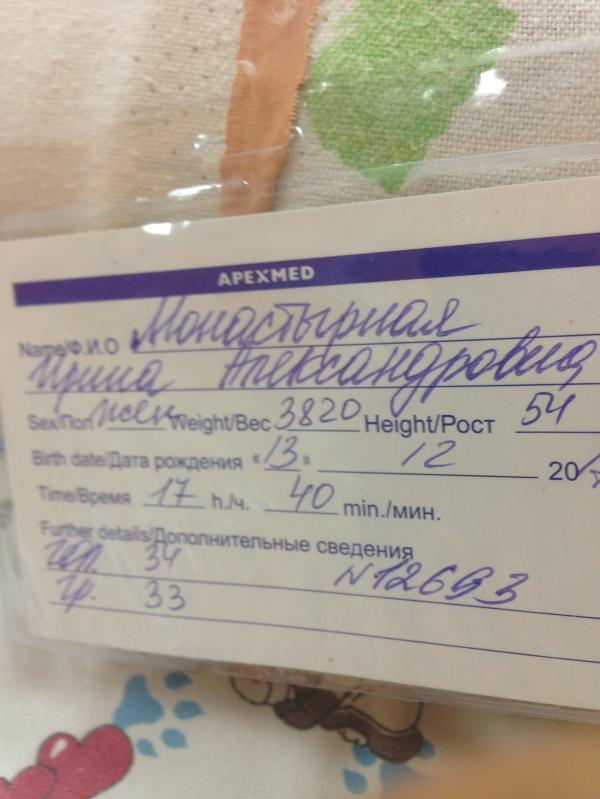 APEXMED
Name/Ф.И.О Монастырная
Ирина Александровна
Sex/Пол жен Weight/Вес 3820 Height/Рост 54
Birth date/Дата рождения «13» 12 20
Time/Время 17 h./ч. 40 min./мин.
Further details/Дополнительные сведения
34 N12693
гр. 33